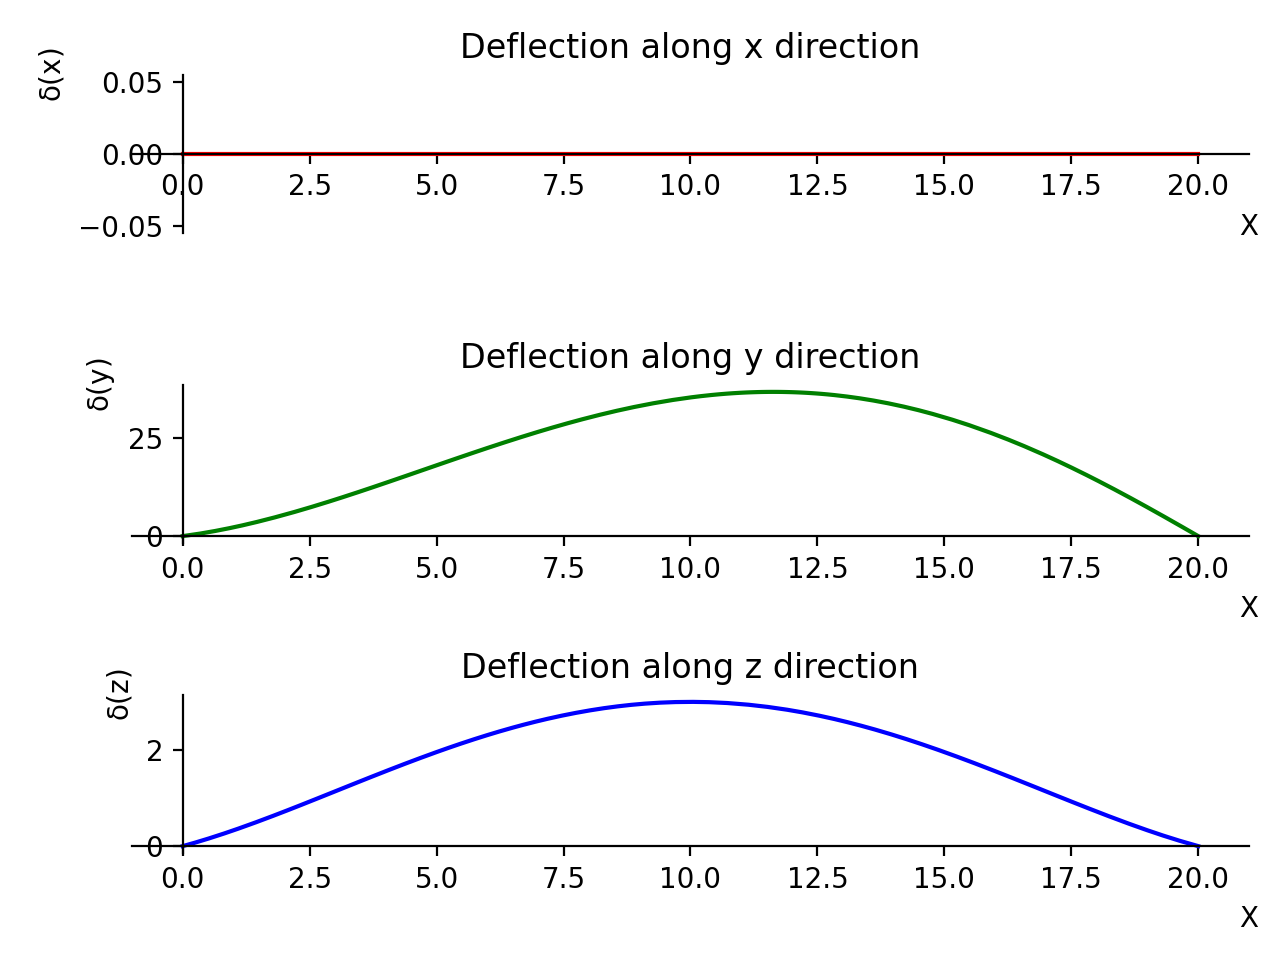 Deflection along x direction
δ(x)
0.05
0.00
0.0 2.5 5.0 7.5 10.0 12.5 15.0 17.5 20.0
−0.05
X
Deflection along y direction
δ(y)
25
0
0.0 2.5 5.0 7.5 10.0 12.5 15.0 17.5 20.0
X
Deflection along z direction
δ(z)
2
0
0.0 2.5 5.0 7.5 10.0 12.5 15.0 17.5 20.0
X